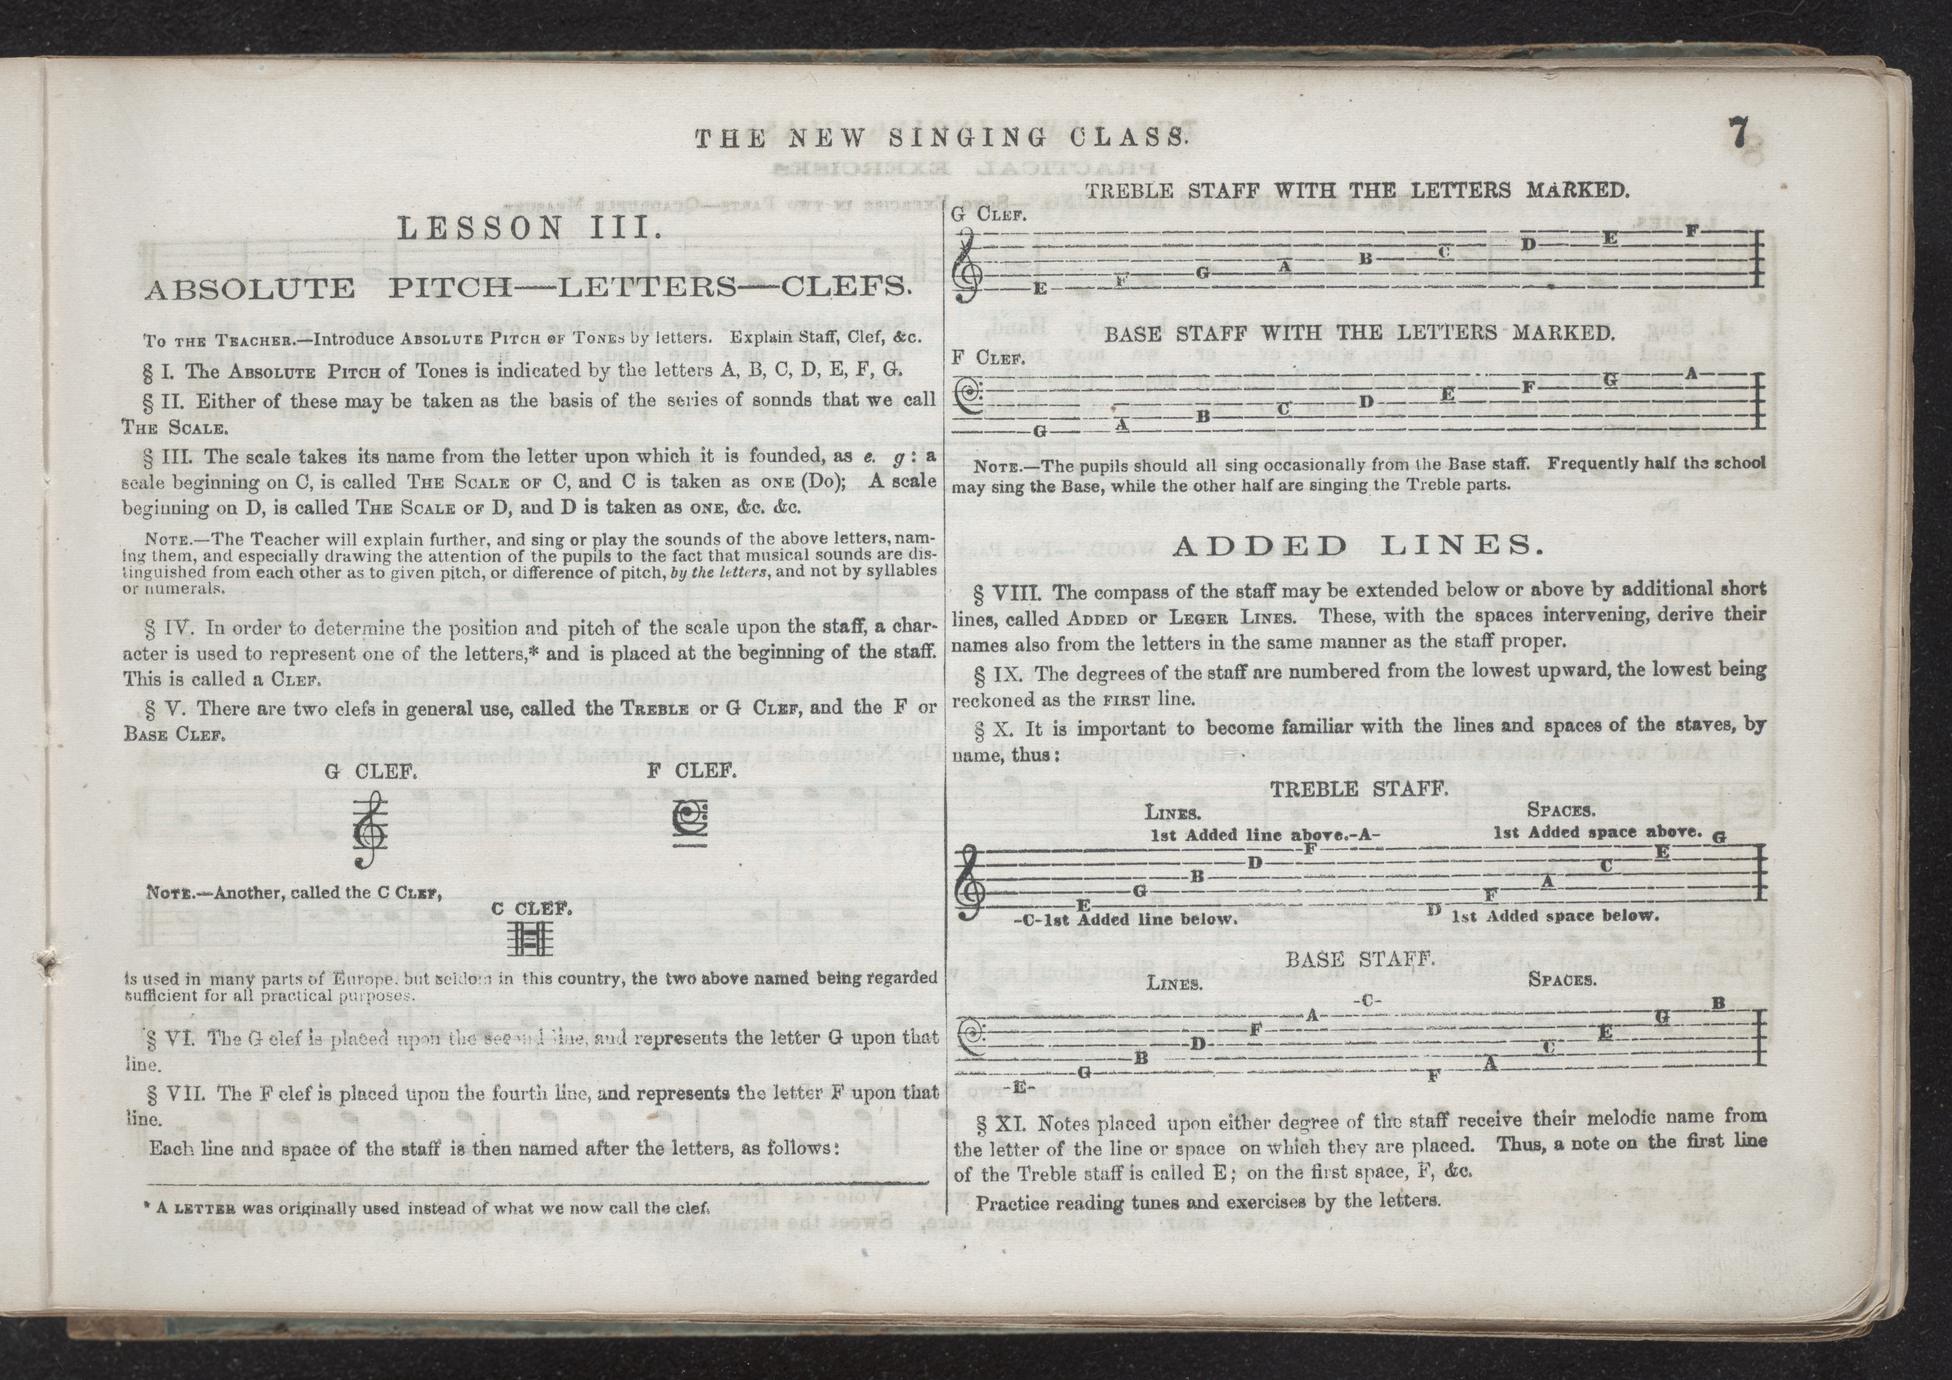 THE NEW SINGING CLASS.
7
LESSON III.
ABSOLUTE PITCH—LETTERS—CLEFS.
To the Teacher.—Introduce Absolute Pitch of Tones by letters. Explain Staff, Clef, &c.
§ I. The Absolute Pitch of Tones is indicated by the letters A, B, C, D, E, F, G.
§ II. Either of these may be taken as the basis of the series of sonnds that we call
The Scale.
§ III. The scale takes its name from the letter upon which it is founded, as e. g: a
scale beginning on C, is called The Scale of C, and C is taken as one (Do); A scale
beginning on D, is called The Scale of D, and D is taken as one, &c. &c.
Note.—The Teacher will explain further, and sing or play the sounds of the above letters, nam-
ing them, and especially drawing the attention of the pupils to the fact that musical sounds are dis-
tinguished from each other as to given pitch, or difference of pitch, by the letters, and not by syllables
or numerals.
§ IV. In order to determine the position and pitch of the scale upon the staff, a char-
acter is used to represent one of the letters,* and is placed at the beginning of the staff.
This is called a Clef.
§ V. There are two clefs in general use, called the Treble or G Clef, and the F or
Base Clef.
G CLEF. F CLEF.
Note.—Another, called the C Clef,
C CLEF.
is used in many parts of Europe, but seldom in this country, the two above named being regarded
sufficient for all practical purposes.
§ VI. The G clef is placed upon the second line, and represents the letter G upon that
line.
§ VII. The F clef is placed upon the fourth line, and represents the letter F upon that
line.
Each line and space of the staff is then named after the letters, as follows:
* A letter was originally used instead of what we now call the clef.
TREBLE STAFF WITH THE LETTERS MARKED.
G Clef.
E F G A B C D E F
BASE STAFF WITH THE LETTERS MARKED.
F Clef.
G A B C D E F G A
Note.—The pupils should all sing occasionally from the Base staff. Frequently half the school
may sing the Base, while the other half are singing the Treble parts.
ADDED LINES.
§ VIII. The compass of the staff may be extended below or above by additional short
lines, called Added or Leger Lines. These, with the spaces intervening, derive their
names also from the letters in the same manner as the staff proper.
§ IX. The degrees of the staff are numbered from the lowest upward, the lowest being
reckoned as the first line.
§ X. It is important to become familiar with the lines and spaces of the staves, by
name, thus:
TREBLE STAFF.
Lines. Spaces.
1st Added line above.-A- 1st Added space above. G
E G B D F F A C E
-C-1st Added line below. D 1st Added space below.
BASE STAFF.
Lines. Spaces.
-E- G B D F A -C- F A C E G B
§ XI. Notes placed upon either degree of the staff receive their melodic name from
the letter of the line or space on which they are placed. Thus, a note on the first line
of the Treble staff is called E; on the first space, F, &c.
Practice reading tunes and exercises by the letters.